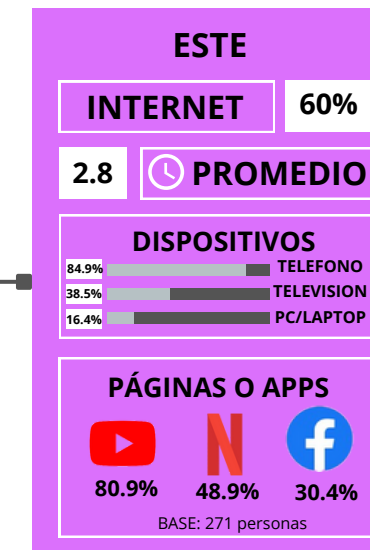 ESTE
INTERNET 60%
2.8 PROMEDIO
DISPOSITIVOS
84.9% TELEFONO
38.5% TELEVISION
16.4% PC/LAPTOP
PÁGINAS O APPS
80.9% 48.9% 30.4%
BASE: 271 personas